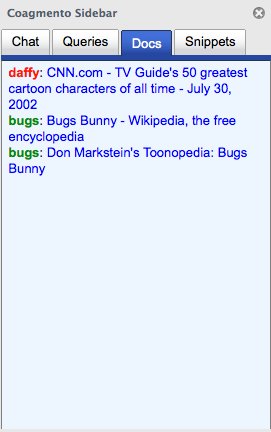 Coagmento Sidebar
Chat Queries Docs Snippets
daffy: CNN.com - TV Guide's 50 greatest
cartoon characters of all time - July 30,
2002
bugs: Bugs Bunny - Wikipedia, the free
encyclopedia
bugs: Don Markstein's Toonopedia: Bugs
Bunny